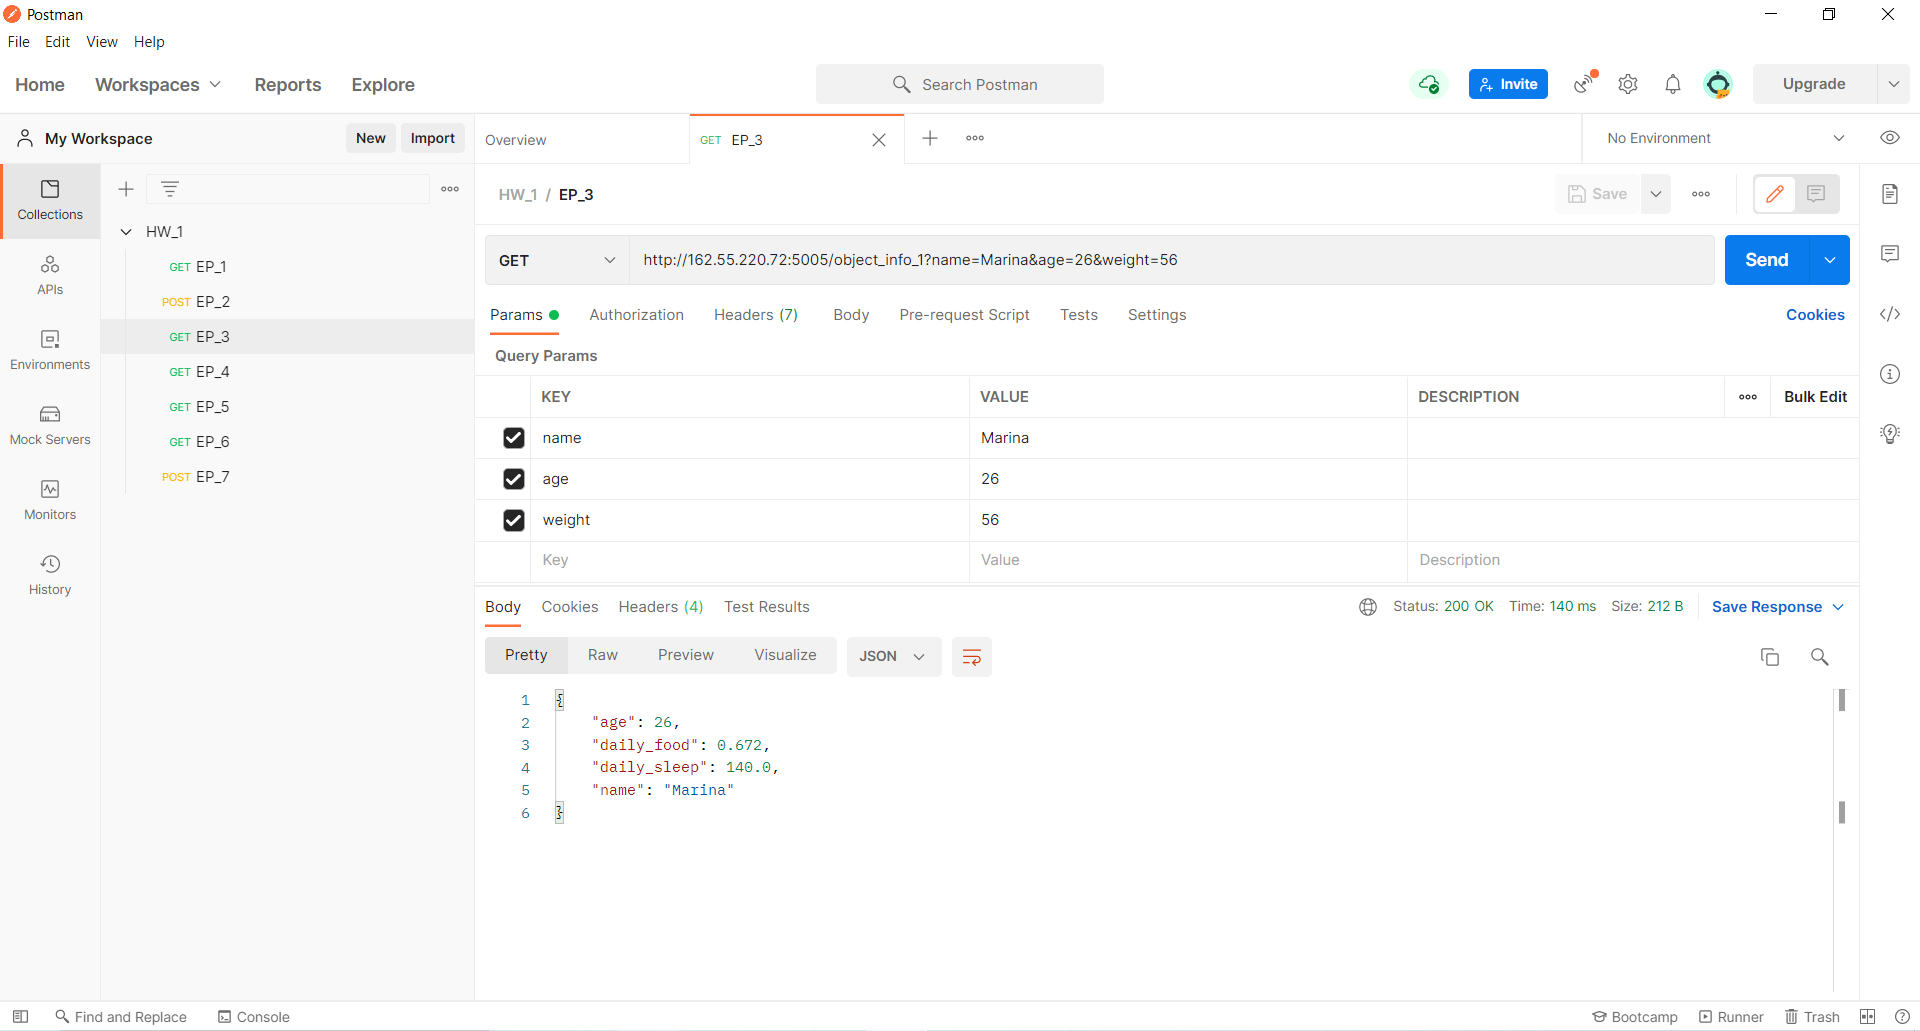 Postman
File Edit View Help
Home Workspaces Reports Explore Search Postman Invite Upgrade
My Workspace New Import
Overview GET EP_3 No Environment
Collections
APIs
Environments
Mock Servers
Monitors
History
HW_1
GET EP_1
POST EP_2
GET EP_3
GET EP_4
GET EP_5
GET EP_6
POST EP_7
HW_1 / EP_3 Save
GET http://162.55.220.72:5005/object_info_1?name=Marina&age=26&weight=56 Send
Params Authorization Headers (7) Body Pre-request Script Tests Settings Cookies
Query Params
KEY VALUE DESCRIPTION Bulk Edit
name Marina
age 26
weight 56
Key Value Description
Body Cookies Headers (4) Test Results Status: 200 OK Time: 140 ms Size: 212 B Save Response
Pretty Raw Preview Visualize JSON
1 {
2 "age": 26,
3 "daily_food": 0.672,
4 "daily_sleep": 140.0,
5 "name": "Marina"
6 }
Find and Replace Console Bootcamp Runner Trash